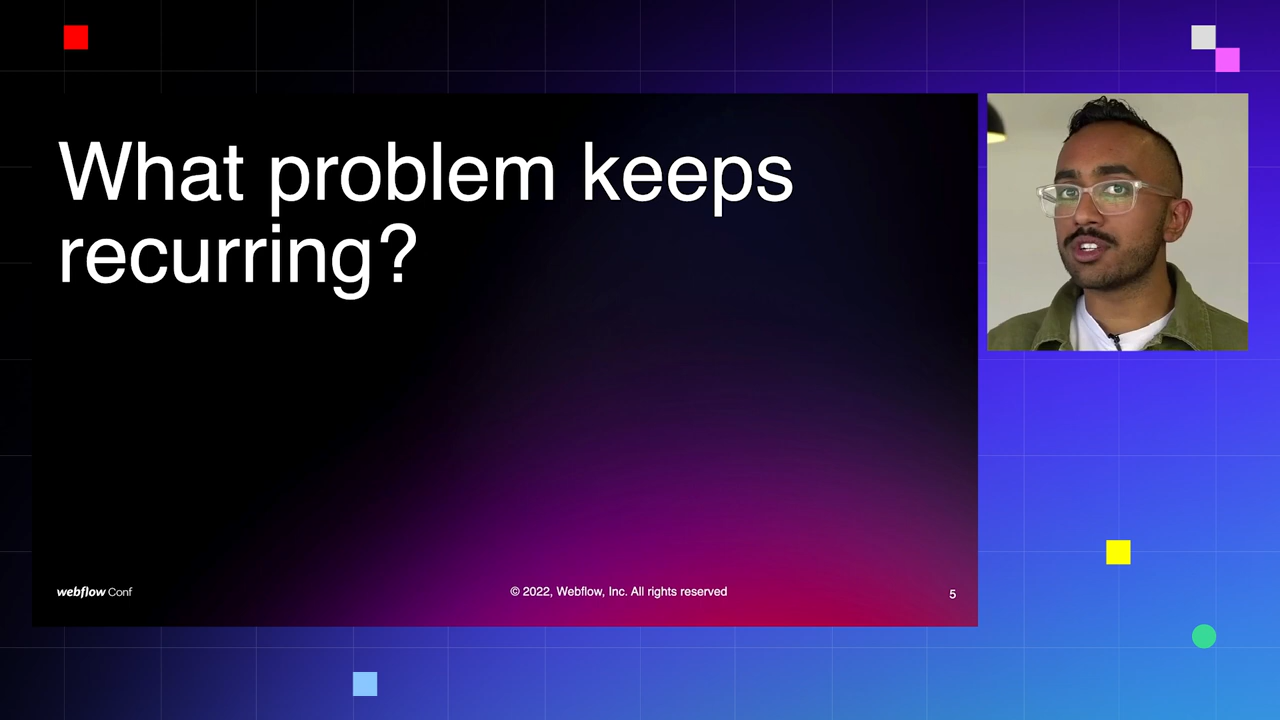 What problem keeps
recurring?
webflow Conf
© 2022, Webflow, Inc. All rights reserved
5